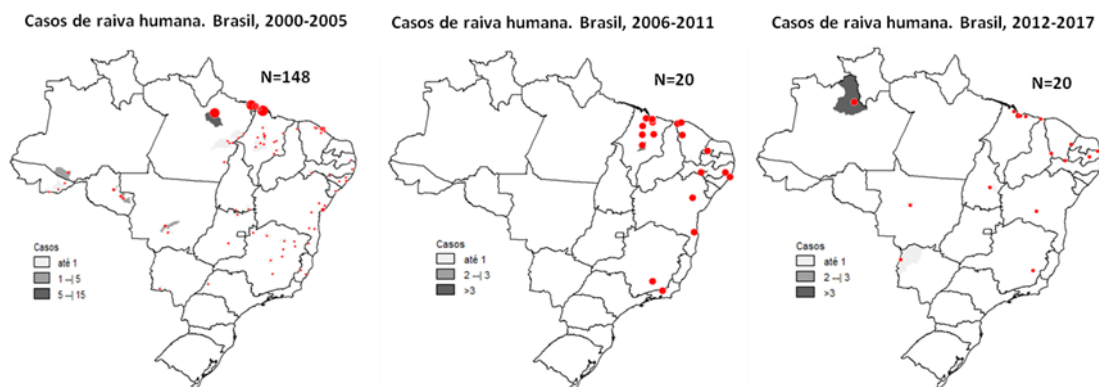 Casos de raiva humana. Brasil, 2000-2005
N=148
Casos
até 1
1 --| 5
5 --| 15
Casos de raiva humana. Brasil, 2006-2011
N=20
Casos
até 1
2 --| 3
>3
Casos de raiva humana. Brasil, 2012-2017
N=20
Casos
até 1
2 --| 3
>3